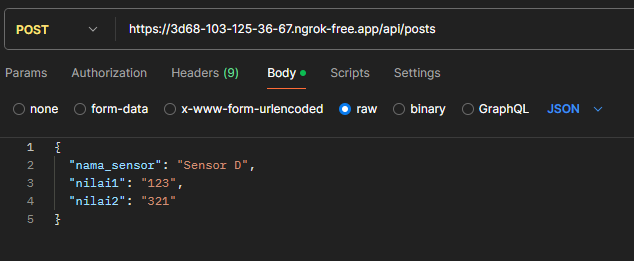 POST https://3d68-103-125-36-67.ngrok-free.app/api/posts
Params Authorization Headers (9) Body Scripts Settings
none form-data x-www-form-urlencoded raw binary GraphQL JSON
1 {
2 "nama_sensor": "Sensor D",
3 "nilai1": "123",
4 "nilai2": "321"
5 }